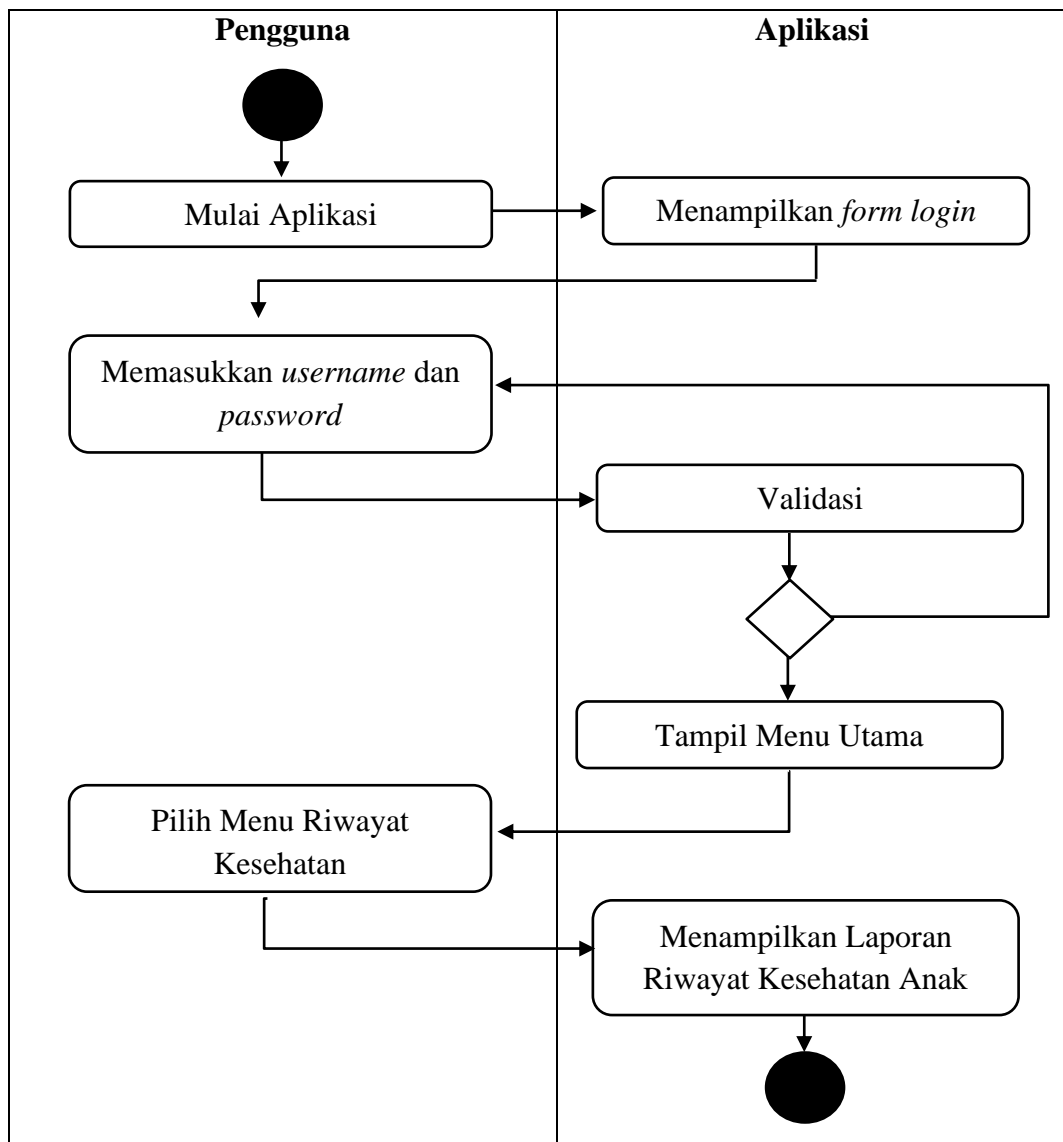 Pengguna
Aplikasi
Mulai Aplikasi
Menampilkan form login
Memasukkan username dan
password
Validasi
Tampil Menu Utama
Pilih Menu Riwayat
Kesehatan
Menampilkan Laporan
Riwayat Kesehatan Anak